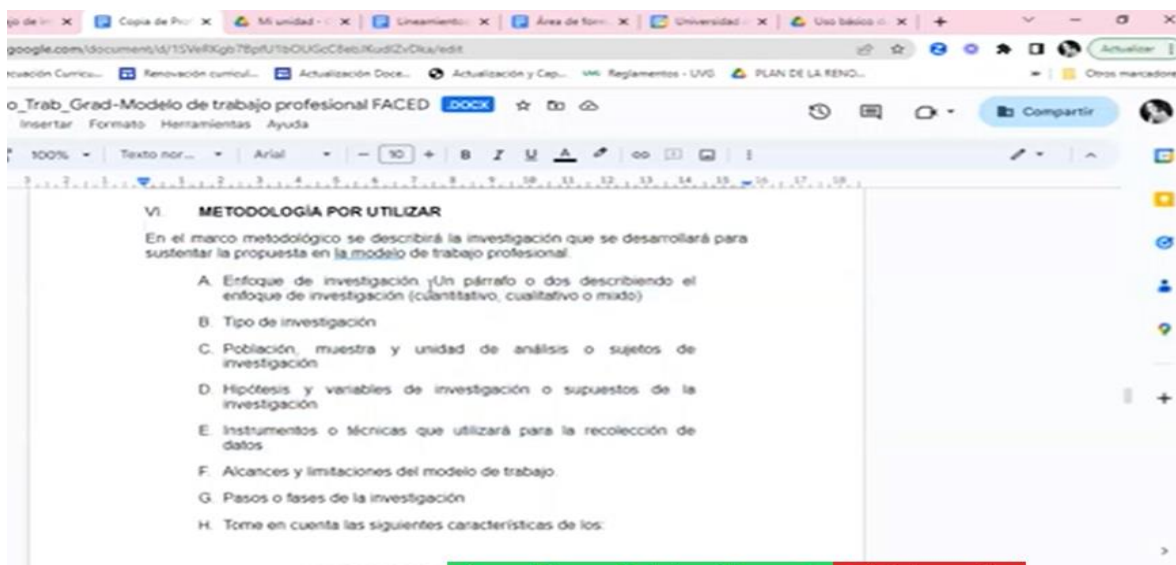 Copia de Pro
Mi unidad -
Lineamiento
Área de form
Universidad -
Uso básico
Actualizar
Renovación curricul...
Actualización Doce...
Actualización y Cap...
Reglamentos - UVG
PLAN DE LA RENO...
Otros marcadore
o_Trab_Grad-Modelo de trabajo profesional FACED .DOCX
Insertar Formato Herramientas Ayuda
Compartir
100% Texto nor... Arial 10 B I U A
VI. METODOLOGÍA POR UTILIZAR
En el marco metodológico se describirá la investigación que se desarrollará para
sustentar la propuesta en la modelo de trabajo profesional.
A. Enfoque de investigación (Un párrafo o dos describiendo el
enfoque de investigación (cuantitativo, cualitativo o mixto)
B. Tipo de investigación
C. Población, muestra y unidad de análisis o sujetos de
investigación
D. Hipótesis y variables de investigación o supuestos de la
investigación
E. Instrumentos o técnicas que utilizará para la recolección de
datos
F. Alcances y limitaciones del modelo de trabajo.
G. Pasos o fases de la investigación
H. Tome en cuenta las siguientes características de los: